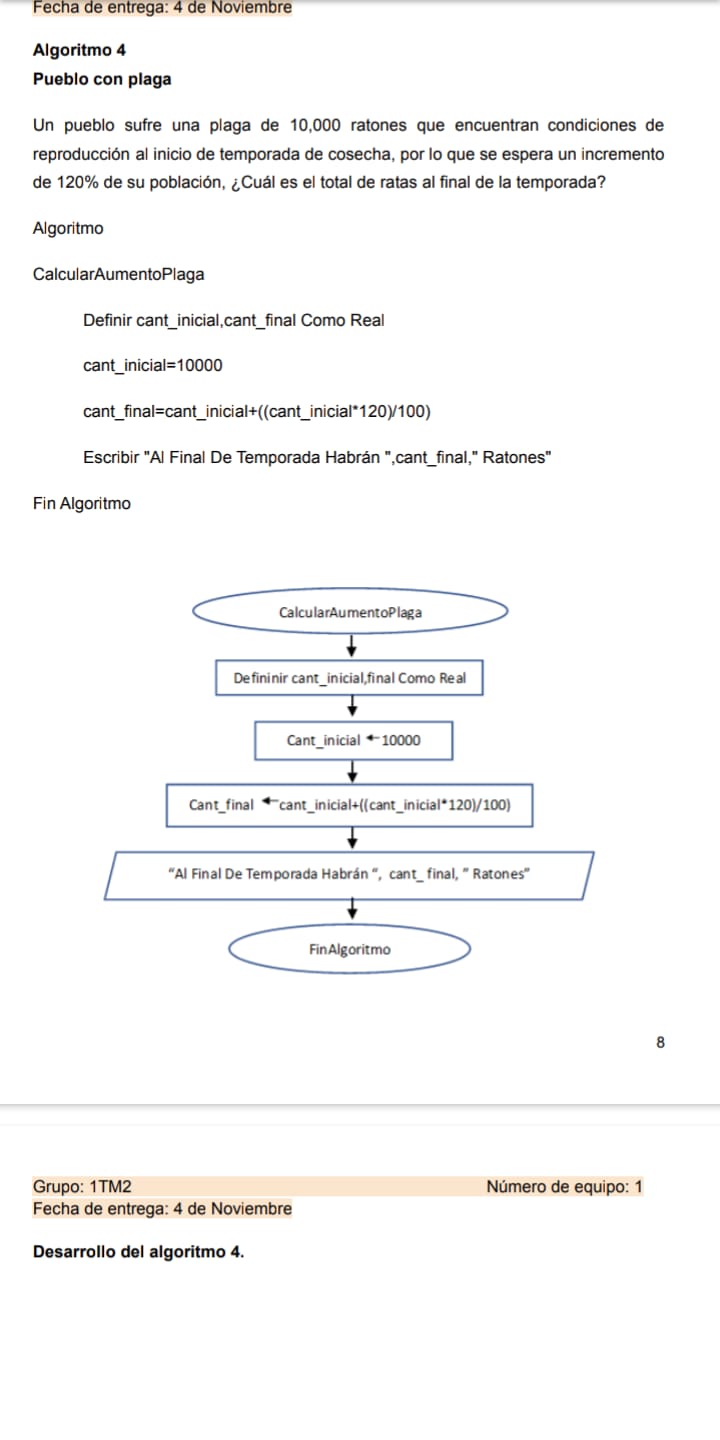 Fecha de entrega: 4 de Noviembre
Algoritmo 4
Pueblo con plaga
Un pueblo sufre una plaga de 10,000 ratones que encuentran condiciones de
reproducción al inicio de temporada de cosecha, por lo que se espera un incremento
de 120% de su población, ¿Cuál es el total de ratas al final de la temporada?
Algoritmo
CalcularAumentoPlaga
Definir cant_inicial,cant_final Como Real
cant_inicial=10000
cant_final=cant_inicial+((cant_inicial*120)/100)
Escribir "Al Final De Temporada Habrán ",cant_final," Ratones"
Fin Algoritmo
CalcularAumentoPlaga
Defininir cant_inicial,final Como Real
Cant_inicial ←10000
Cant_final ←cant_inicial+((cant_inicial*120)/100)
“Al Final De Temporada Habrán “, cant_ final, ” Ratones”
FinAlgoritmo
8
Grupo: 1TM2 Número de equipo: 1
Fecha de entrega: 4 de Noviembre
Desarrollo del algoritmo 4.